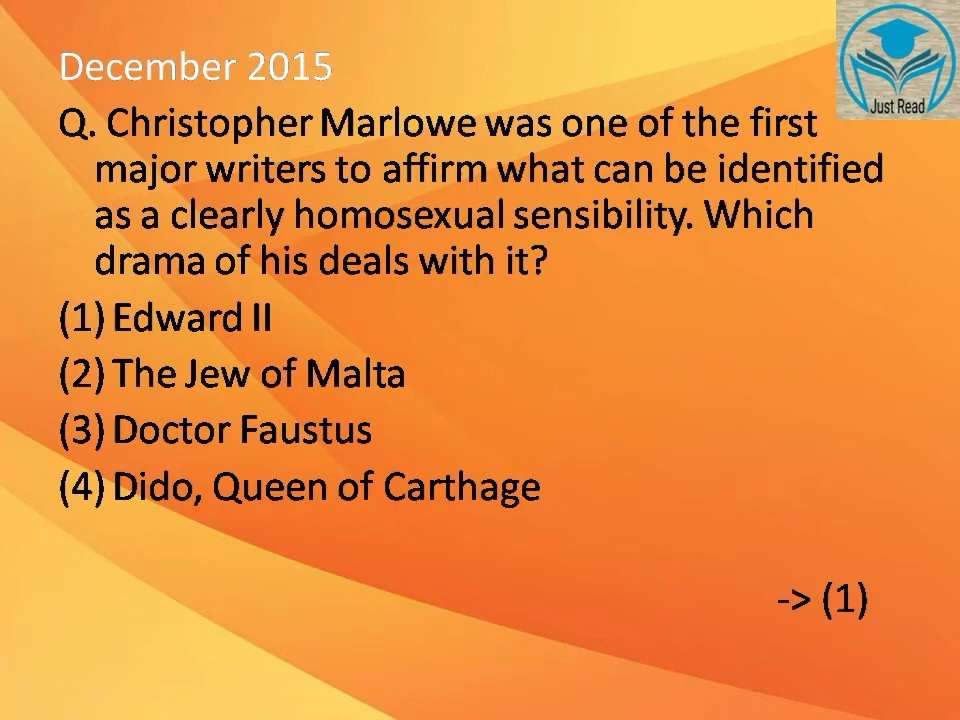 December 2015
Just Read
Q. Christopher Marlowe was one of the first
major writers to affirm what can be identified
as a clearly homosexual sensibility. Which
drama of his deals with it?
(1) Edward II
(2) The Jew of Malta
(3) Doctor Faustus
(4) Dido, Queen of Carthage
-> (1)